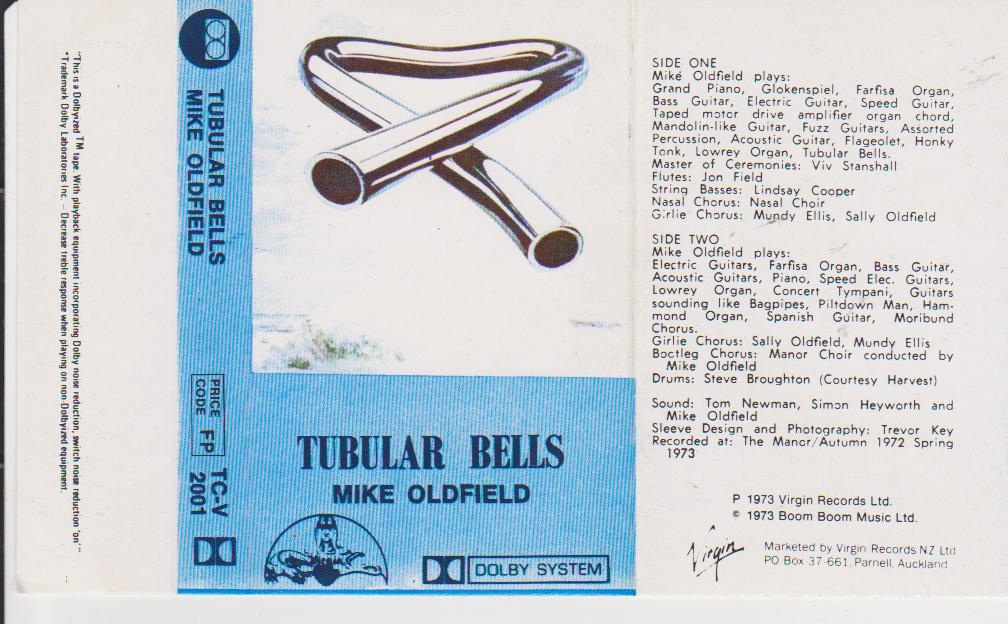 "This is a Dolbyized TM tape. With playback equipment incorporating Dolby noise reduction, switch noise reduction 'on'"
*Trademark Dolby Laboratories Inc. – Decrease treble response when playing on non-Dolbyized equipment.
TUBULAR BELLS
MIKE OLDFIELD
PRICE
CODE
FP
TC-V
2001
TUBULAR BELLS
MIKE OLDFIELD
DOLBY SYSTEM
SIDE ONE
Mike Oldfield plays:
Grand Piano, Glokenspiel, Farfisa Organ,
Bass Guitar, Electric Guitar, Speed Guitar,
Taped motor drive amplifier organ chord,
Mandolin-like Guitar, Fuzz Guitars, Assorted
Percussion, Acoustic Guitar, Flageolet, Honky
Tonk, Lowrey Organ, Tubular Bells.
Master of Ceremonies: Viv Stanshall
Flutes: Jon Field
String Basses: Lindsay Cooper
Nasal Chorus: Nasal Choir
Girlie Chorus: Mundy Ellis, Sally Oldfield
SIDE TWO
Mike Oldfield plays:
Electric Guitars, Farfisa Organ, Bass Guitar,
Acoustic Guitars, Piano, Speed Elec. Guitars,
Lowrey Organ, Concert Tympani, Guitars
sounding like Bagpipes, Piltdown Man, Ham-
mond Organ, Spanish Guitar, Moribund
Chorus.
Girlie Chorus: Sally Oldfield, Mundy Ellis
Bootleg Chorus: Manor Choir conducted by
Mike Oldfield
Drums: Steve Broughton (Courtesy Harvest)
Sound: Tom Newman, Simon Heyworth and
Mike Oldfield
Sleeve Design and Photography: Trevor Key
Recorded at: The Manor/Autumn 1972 Spring
1973
P 1973 Virgin Records Ltd.
© 1973 Boom Boom Music Ltd.
Virgin
Marketed by Virgin Records NZ Ltd
PO Box 37-661, Parnell, Auckland